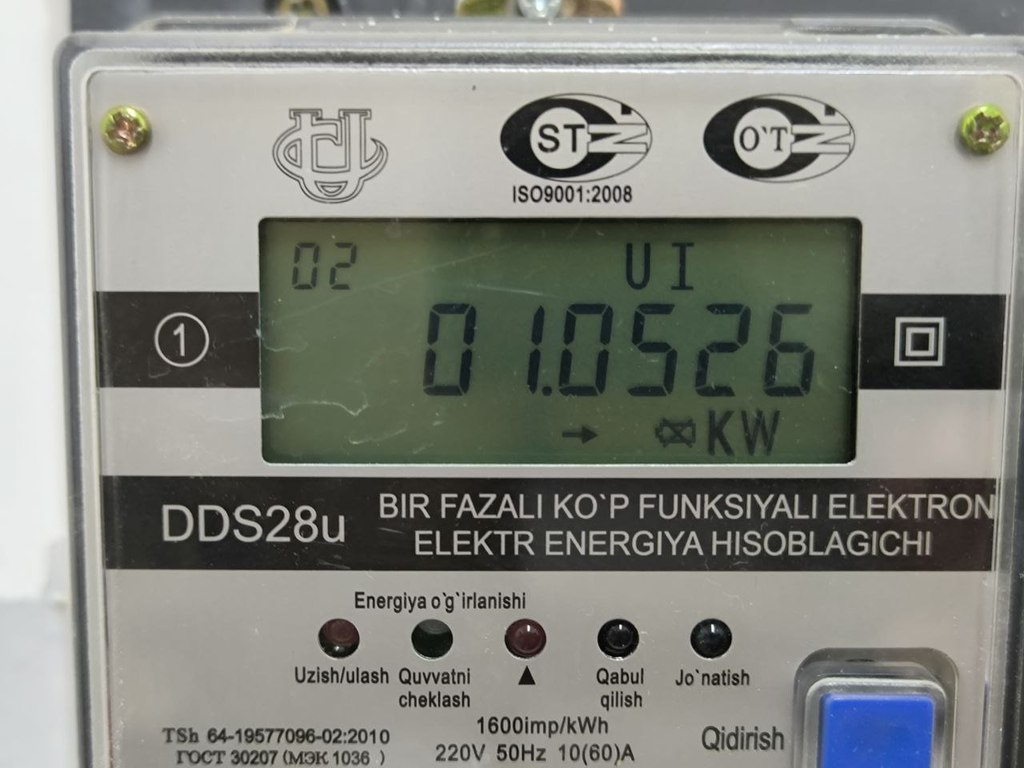 ST
O`T
ISO9001:2008
02 UI
1
01.0526
KW
DDS28u
BIR FAZALI KO`P FUNKSIYALI ELEKTRON
ELEKTR ENERGIYA HISOBLAGICHI
Energiya o`g`irlanishi
Uzish/ulash
Quvvatni
cheklash
Qabul
qilish
Jo`natish
TSh 64-19577096-02:2010
ГОСТ 30207 (МЭК 1036 )
1600imp/kWh
220V 50Hz 10(60)A
Qidirish